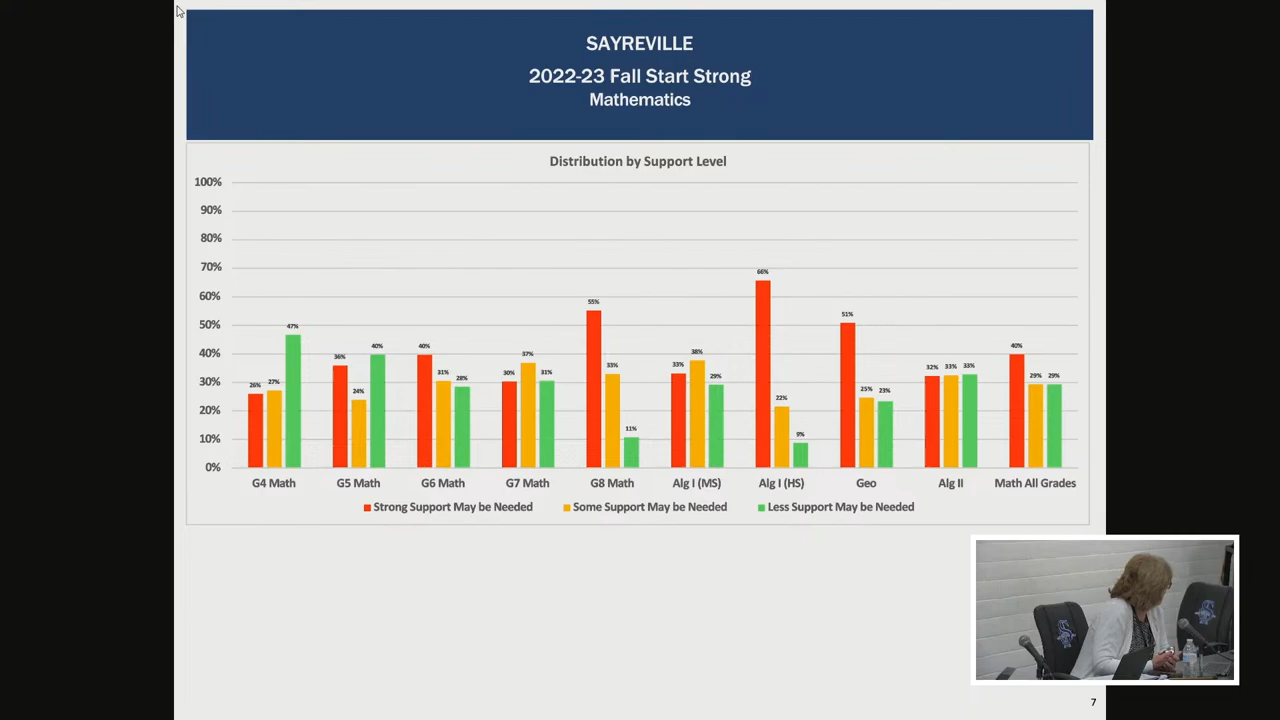 SAYREVILLE
2022-23 Fall Start Strong
Mathematics
Distribution by Support Level
100%
90%
80%
70%
60%
50%
40%
30%
20%
10%
0%
26% 27% 47%
36% 24% 40%
40% 31% 28%
30% 37% 31%
55% 33% 11%
33% 38% 29%
66% 22% 9%
51% 25% 23%
32% 33% 33%
40% 29% 29%
G4 Math G5 Math G6 Math G7 Math G8 Math Alg I (MS) Alg I (HS) Geo Alg II Math All Grades
Strong Support May be Needed Some Support May be Needed Less Support May be Needed
7